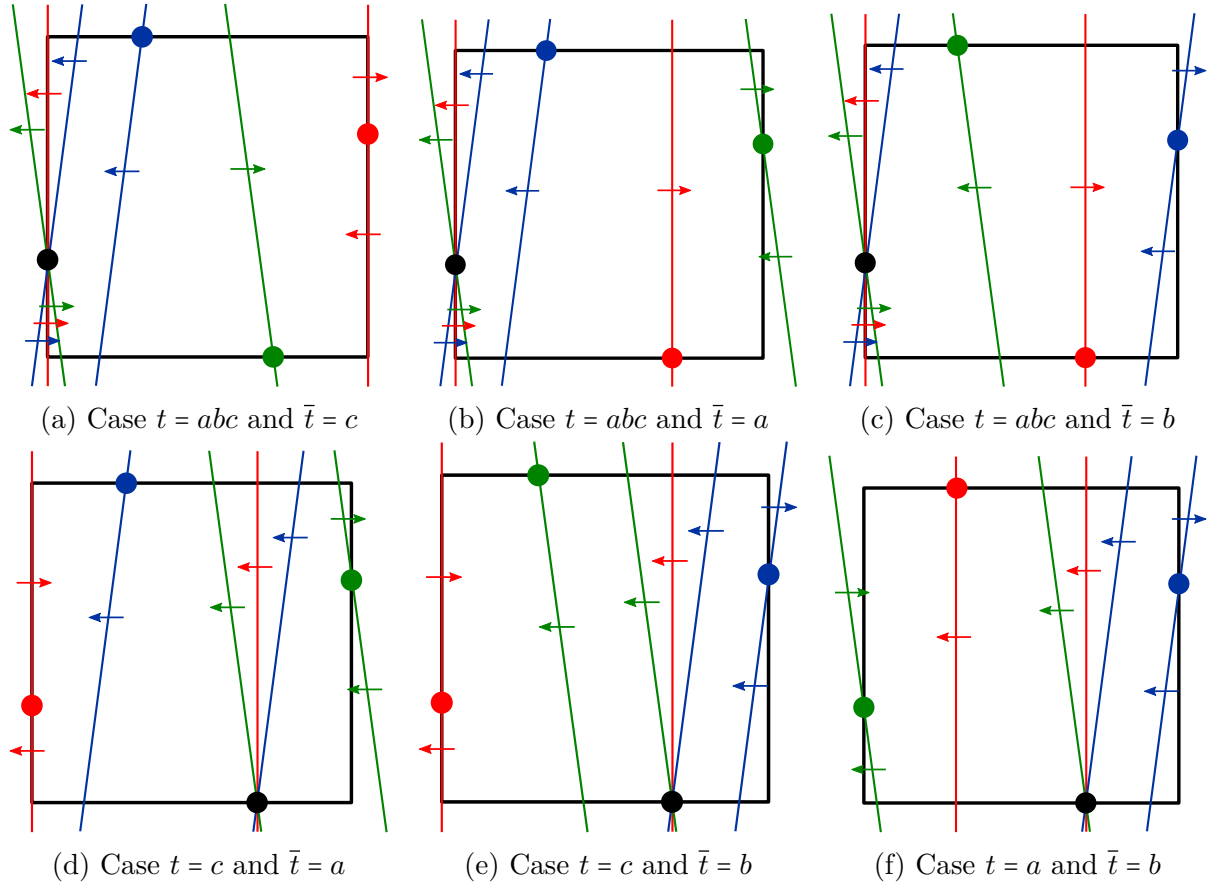 (a) Case t = abc and t̄ = c
(b) Case t = abc and t̄ = a
(c) Case t = abc and t̄ = b
(d) Case t = c and t̄ = a
(e) Case t = c and t̄ = b
(f) Case t = a and t̄ = b